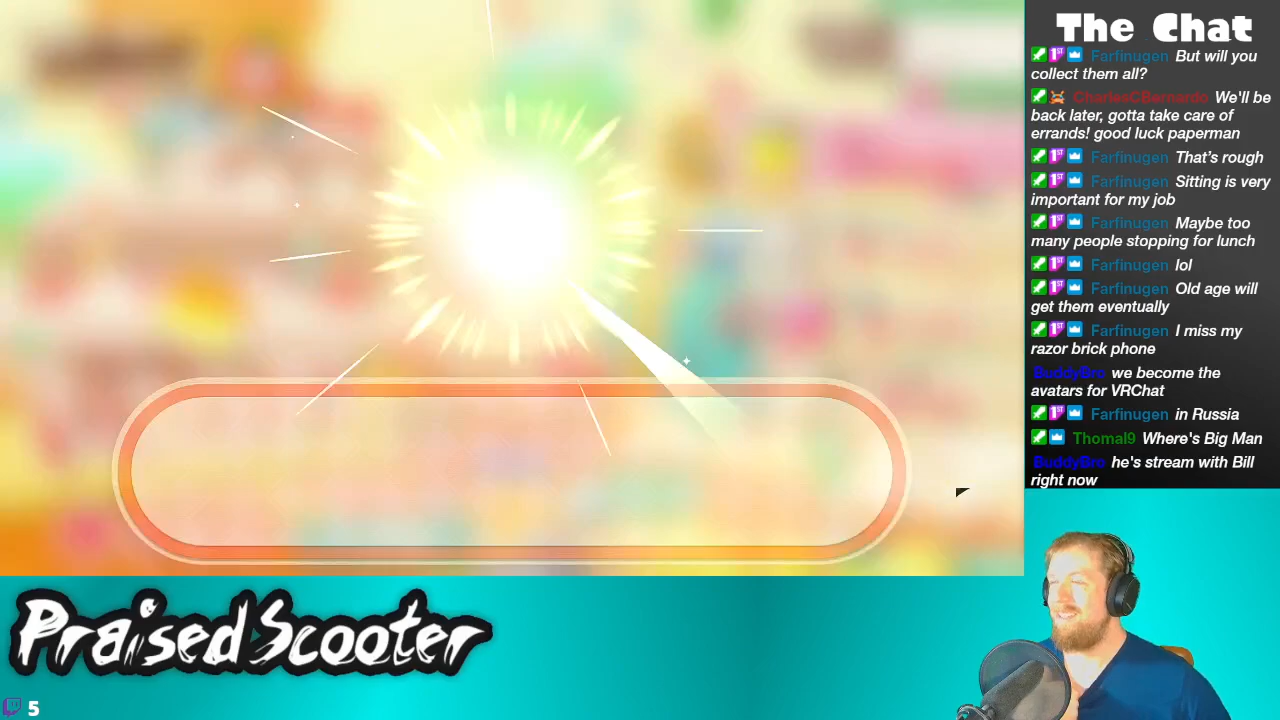 The Chat
Farfinugen But will you
collect them all?
CharlesCBernardo We'll be
back later, gotta take care of
errands! good luck paperman
Farfinugen That's rough
Farfinugen Sitting is very
important for my job
Farfinugen Maybe too
many people stopping for lunch
Farfinugen lol
Farfinugen Old age will
get them eventually
Farfinugen I miss my
razor brick phone
BuddyBro we become the
avatars for VRChat
Farfinugen in Russia
Thomal9 Where's Big Man
BuddyBro he's stream with Bill
right now
PraisedScooter
5